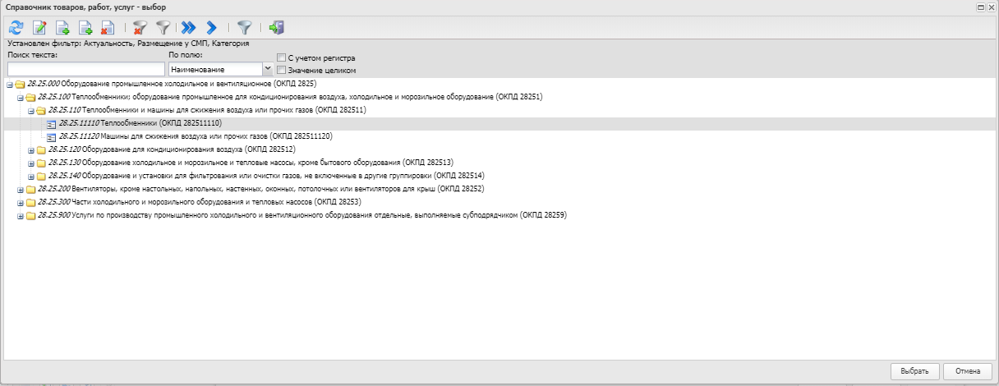 Справочник товаров, работ, услуг - выбор
Установлен фильтр: Актуальность, Размещение у СМП, Категория
Поиск текста:
По полю:
С учетом регистра
Наименование
Значение целиком
28.25.000 Оборудование промышленное холодильное и вентиляционное (ОКПД 2825)
28.25.100 Теплообменники; оборудование промышленное для кондиционирования воздуха, холодильное и морозильное оборудование (ОКПД 28251)
28.25.110 Теплообменники и машины для сжижения воздуха или прочих газов (ОКПД 282511)
28.25.11110 Теплообменники (ОКПД 282511110)
28.25.11120 Машины для сжижения воздуха или прочих газов (ОКПД 282511120)
28.25.120 Оборудование для кондиционирования воздуха (ОКПД 282512)
28.25.130 Оборудование холодильное и морозильное и тепловые насосы, кроме бытового оборудования (ОКПД 282513)
28.25.140 Оборудование и установки для фильтрования или очистки газов, не включенные в другие группировки (ОКПД 282514)
28.25.200 Вентиляторы, кроме настольных, напольных, настенных, оконных, потолочных или вентиляторов для крыш (ОКПД 28252)
28.25.300 Части холодильного и морозильного оборудования и тепловых насосов (ОКПД 28253)
28.25.900 Услуги по производству промышленного холодильного и вентиляционного оборудования отдельные, выполняемые субподрядчиком (ОКПД 28259)
Выбрать
Отмена